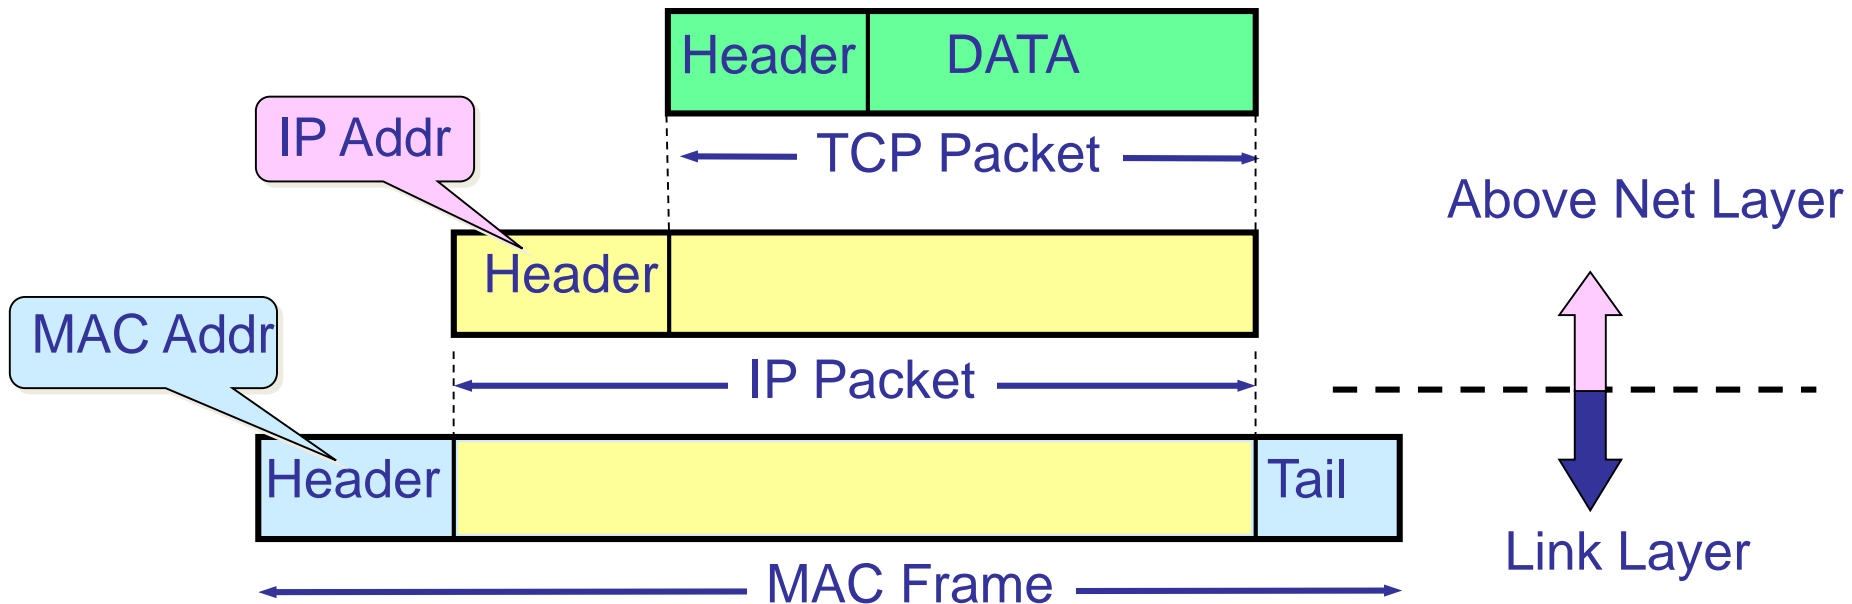 Header DATA
IP Addr
TCP Packet
Above Net Layer
Header
MAC Addr
IP Packet
Header Tail
Link Layer
MAC Frame